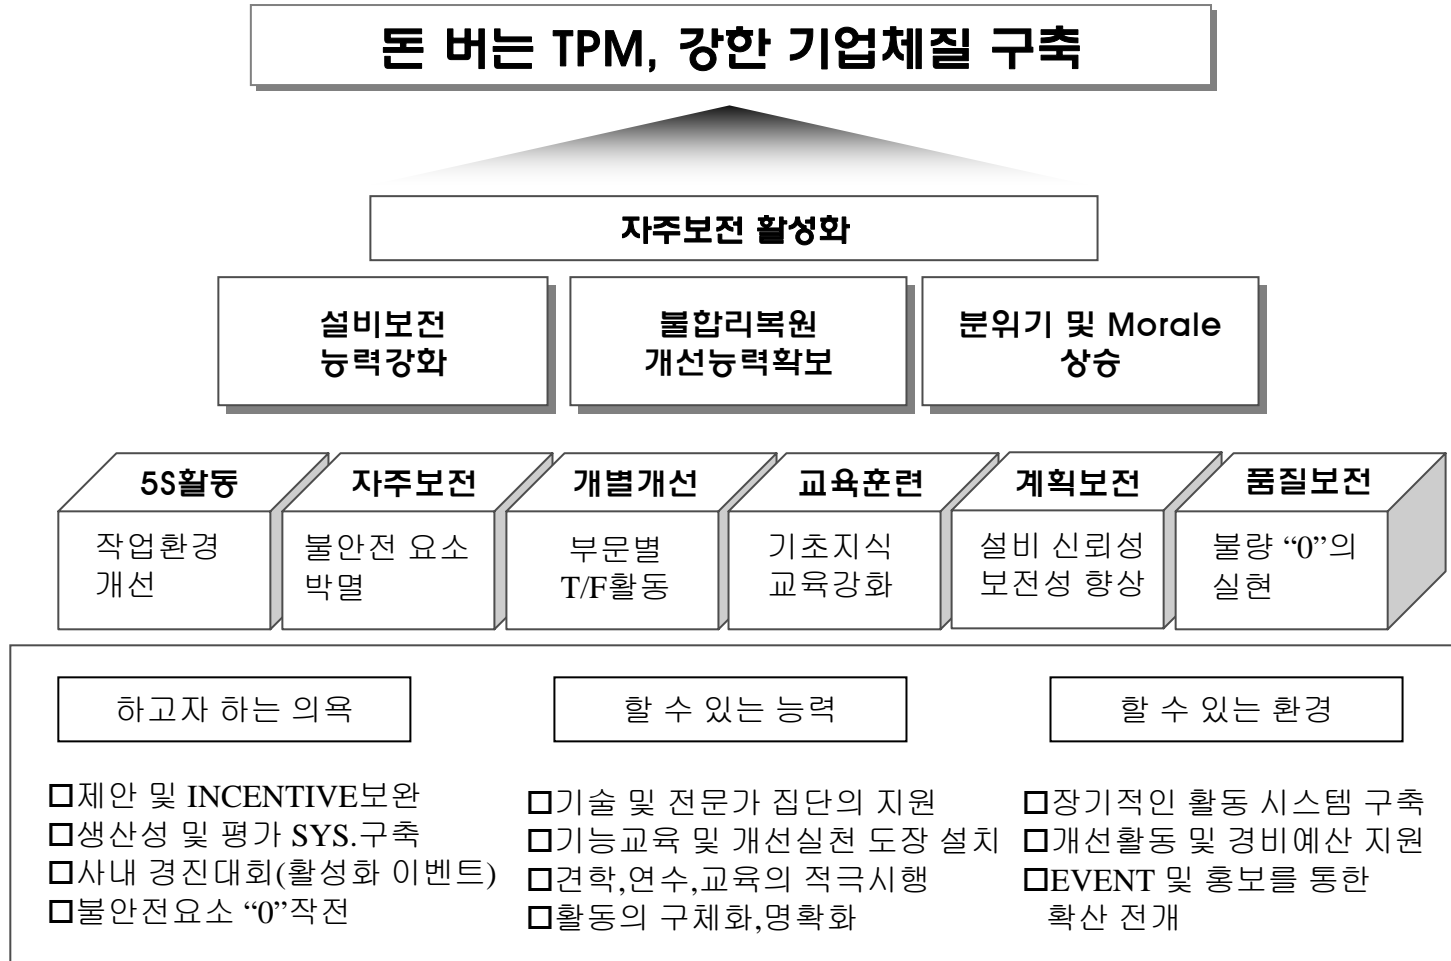 돈 버는 TPM, 강한 기업체질 구축
자주보전 활성화
설비보전
능력강화
불합리복원
개선능력확보
분위기 및 Morale
상승
5S활동
작업환경
개선
자주보전
불안전 요소
박멸
개별개선
부문별
T/F활동
교육훈련
기초지식
교육강화
계획보전
설비 신뢰성
보전성 향상
품질보전
불량 “0”의
실현
하고자 하는 의욕
□제안 및 INCENTIVE보완
□생산성 및 평가 SYS.구축
□사내 경진대회(활성화 이벤트)
□불안전요소 “0”작전
할 수 있는 능력
□기술 및 전문가 집단의 지원
□기능교육 및 개선실천 도장 설치
□견학,연수,교육의 적극시행
□활동의 구체화,명확화
할 수 있는 환경
□장기적인 활동 시스템 구축
□개선활동 및 경비예산 지원
□EVENT 및 홍보를 통한
확산 전개